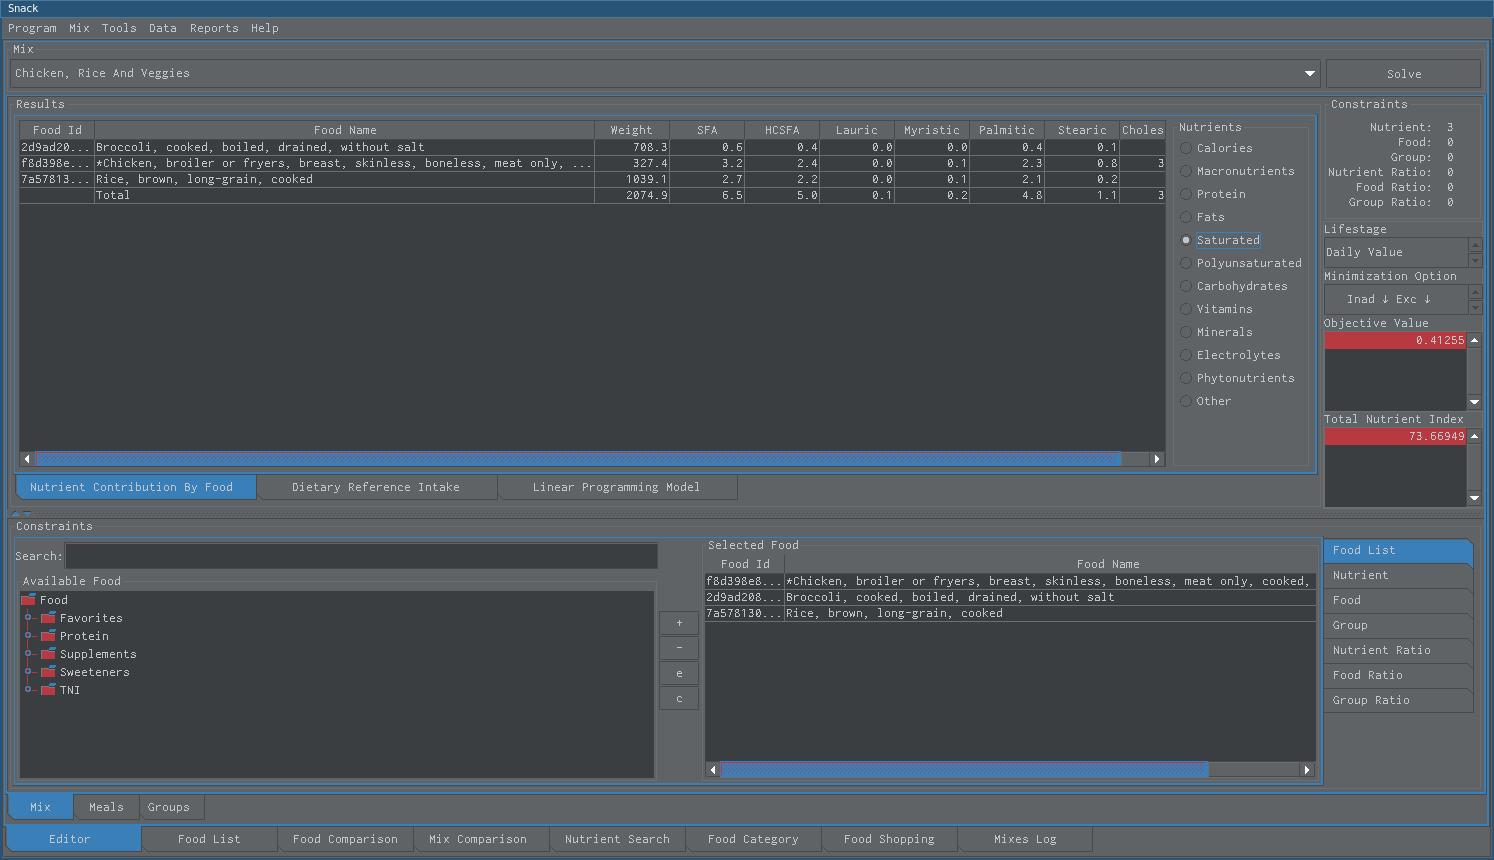 Snack
Program Mix Tools Data Reports Help
Mix
Chicken, Rice And Veggies
Solve
Results
Food Id Food Name Weight SFA HCSFA Lauric Myristic Palmitic Stearic Choles
2d9ad20... Broccoli, cooked, boiled, drained, without salt 708.3 0.6 0.4 0.0 0.0 0.4 0.1
f8d398e... *Chicken, broiler or fryers, breast, skinless, boneless, meat only, ... 327.4 3.2 2.4 0.0 0.1 2.3 0.8 3
7a57813... Rice, brown, long-grain, cooked 1039.1 2.7 2.2 0.0 0.1 2.1 0.2
Total 2074.9 6.5 5.0 0.1 0.2 4.8 1.1 3
Nutrients
Calories
Macronutrients
Protein
Fats
Saturated
Polyunsaturated
Carbohydrates
Vitamins
Minerals
Electrolytes
Phytonutrients
Other
Constraints
Nutrient: 3
Food: 0
Group: 0
Nutrient Ratio: 0
Food Ratio: 0
Group Ratio: 0
Lifestage
Daily Value
Minimization Option
Inad ↓ Exc ↓
Objective Value
0.41255
Total Nutrient Index
73.66949
Nutrient Contribution By Food Dietary Reference Intake Linear Programming Model
Constraints
Search:
Available Food
Food
Favorites
Protein
Supplements
Sweeteners
TNI
+
-
e
c
Selected Food
Food Id Food Name
f8d398e8... *Chicken, broiler or fryers, breast, skinless, boneless, meat only, cooked,
2d9ad208... Broccoli, cooked, boiled, drained, without salt
7a578130... Rice, brown, long-grain, cooked
Food List
Nutrient
Food
Group
Nutrient Ratio
Food Ratio
Group Ratio
Mix Meals Groups
Editor Food List Food Comparison Mix Comparison Nutrient Search Food Category Food Shopping Mixes Log